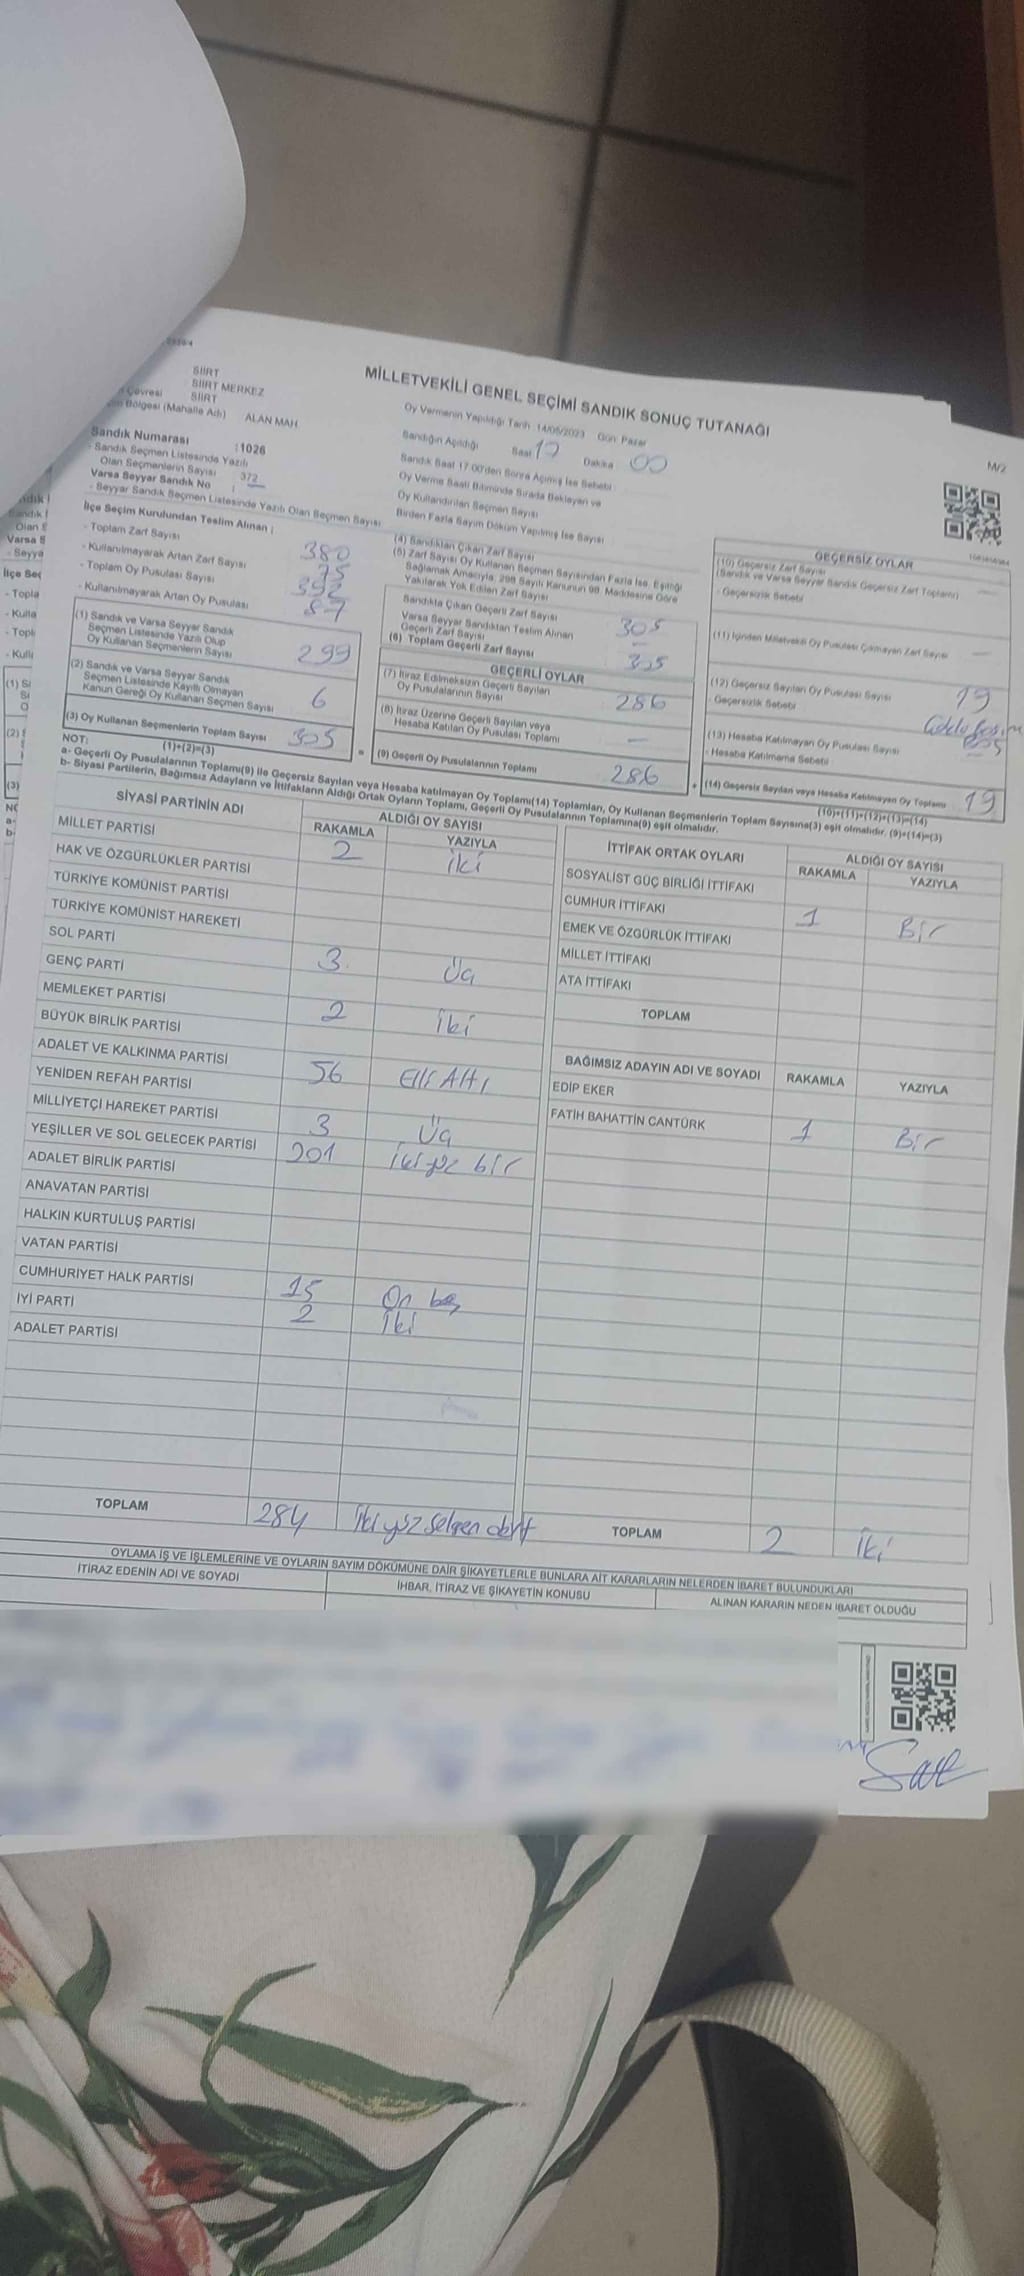 SİİRT
SİİRT MERKEZ
Çevresi SİİRT
Bölgesi (Mahalle Adı) ALAN MAH
Sandık Numarası :1026
- Sandık Seçmen Listesinde Yazılı
Olan Seçmenlerin Sayısı : 372
Varsa Seyyar Sandık No :
- Seyyar Sandık Seçmen Listesinde Yazılı Olan Seçmen Sayısı
MİLLETVEKİLİ GENEL SEÇİMİ SANDIK SONUÇ TUTANAĞI
M/2
Oy Vermenin Yapıldığı Tarih 14/05/2023 Gün: Pazar
Sandığın Açıldığı Saat 17 Dakika 00
Sandık Saat 17:00'den Sonra Açılmış İse Sebebi
Oy Verme Saati Bitiminde Sırada Bekleyen ve
Oy Kullandırılan Seçmen Sayısı
Birden Fazla Sayım Döküm Yapılmış İse Sayısı
İlçe Seçim Kurulundan Teslim Alınan :
- Toplam Zarf Sayısı 380
- Kullanılmayarak Artan Zarf Sayısı 75
- Toplam Oy Pusulası Sayısı 392
- Kullanılmayarak Artan Oy Pusulası 87
(1) Sandık ve Varsa Seyyar Sandık
Seçmen Listesinde Yazılı Olup
Oy Kullanan Seçmenlerin Sayısı 299
(2) Sandık ve Varsa Seyyar Sandık
Seçmen Listesinde Kayıtlı Olmayan
Kanun Gereği Oy Kullanan Seçmen Sayısı 6
(3) Oy Kullanan Seçmenlerin Toplam Sayısı 305
(1)+(2)=(3)
(4) Sandıktan Çıkan Zarf Sayısı
(5) Zarf Sayısı Oy Kullanan Seçmen Sayısından Fazla İse, Eşitliği
Sağlamak Amacıyla, 298 Sayılı Kanunun 98. Maddesine Göre
Yakılarak Yok Edilen Zarf Sayısı
Sandıkta Çıkan Geçerli Zarf Sayısı 305
Varsa Seyyar Sandıktan Teslim Alınan
Geçerli Zarf Sayısı -
(6) Toplam Geçerli Zarf Sayısı 305
GEÇERLİ OYLAR
(7) İtiraz Edilmeksizin Geçerli Sayılan
Oy Pusulalarının Sayısı 286
(8) İtiraz Üzerine Geçerli Sayılan veya
Hesaba Katılan Oy Pusulası Toplamı -
(9) Geçerli Oy Pusulalarının Toplamı 286
GEÇERSİZ OYLAR
(10) Geçersiz Zarf Sayısı
(Sandık ve Varsa Seyyar Sandık Geçersiz Zarf Toplamı) -
- Geçersizlik Sebebi
(11) İçinden Milletvekili Oy Pusulası Çıkmayan Zarf Sayısı -
(12) Geçersiz Sayılan Oy Pusulası Sayısı 19
- Geçersizlik Sebebi
(13) Hesaba Katılmayan Oy Pusulası Sayısı -
- Hesaba Katılmama Sebebi
(14) Geçersiz Sayılan veya Hesaba Katılmayan Oy Toplamı 19
(10)+(11)+(12)+(13)=(14)
NOT:
a- Geçerli Oy Pusulalarının Toplamı(9) ile Geçersiz Sayılan veya Hesaba katılmayan Oy Toplamı(14) Toplamları, Oy Kullanan Seçmenlerin Toplam Sayısına(3) eşit olmalıdır. (9)+(14)=(3)
b- Siyasi Partilerin, Bağımsız Adayların ve İttifakların Aldığı Ortak Oyların Toplamı, Geçerli Oy Pusulalarının Toplamına(9) eşit olmalıdır.
SİYASİ PARTİNİN ADI ALDIĞI OY SAYISI
RAKAMLA YAZIYLA
MİLLET PARTİSİ 2 İki
HAK VE ÖZGÜRLÜKLER PARTİSİ
TÜRKİYE KOMÜNİST PARTİSİ
TÜRKİYE KOMÜNİST HAREKETİ
SOL PARTİ 3 Üç
GENÇ PARTİ
MEMLEKET PARTİSİ 2 İki
BÜYÜK BİRLİK PARTİSİ
ADALET VE KALKINMA PARTİSİ 56 Elli Altı
YENİDEN REFAH PARTİSİ
MİLLİYETÇİ HAREKET PARTİSİ 3 Üç
YEŞİLLER VE SOL GELECEK PARTİSİ 201 İkiyüz bir
ADALET BİRLİK PARTİSİ
ANAVATAN PARTİSİ
HALKIN KURTULUŞ PARTİSİ
VATAN PARTİSİ
CUMHURİYET HALK PARTİSİ 15 On beş
İYİ PARTİ 2 İki
ADALET PARTİSİ
TOPLAM 284 İki yüz seksen dört
İTTİFAK ORTAK OYLARI ALDIĞI OY SAYISI
RAKAMLA YAZIYLA
SOSYALİST GÜÇ BİRLİĞİ İTTİFAKI
CUMHUR İTTİFAKI 1 Bir
EMEK VE ÖZGÜRLÜK İTTİFAKI
MİLLET İTTİFAKI
ATA İTTİFAKI
TOPLAM
BAĞIMSIZ ADAYIN ADI VE SOYADI RAKAMLA YAZIYLA
EDİP EKER
FATİH BAHATTİN CANTÜRK 1 Bir
TOPLAM 2 İki
OYLAMA İŞ VE İŞLEMLERİNE VE OYLARIN SAYIM DÖKÜMÜNE DAİR ŞİKAYETLERLE BUNLARA AİT KARARLARIN NELERDEN İBARET BULUNDUKLARI
İTİRAZ EDENİN ADI VE SOYADI
İHBAR, İTİRAZ VE ŞİKAYETİN KONUSU
ALINAN KARARIN NEDEN İBARET OLDUĞU